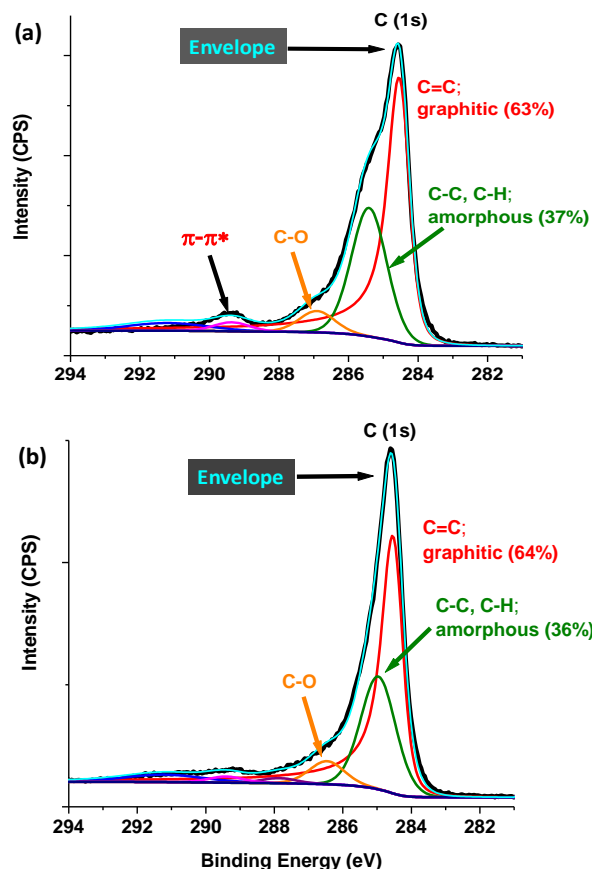 (a)
C (1s)
Envelope
C=C;
graphitic (63%)
C-C, C-H;
amorphous (37%)
π-π*
C-O
Intensity (CPS)
294 292 290 288 286 284 282
(b)
C (1s)
Envelope
C=C;
graphitic (64%)
C-C, C-H;
amorphous (36%)
C-O
Intensity (CPS)
294 292 290 288 286 284 282
Binding Energy (eV)